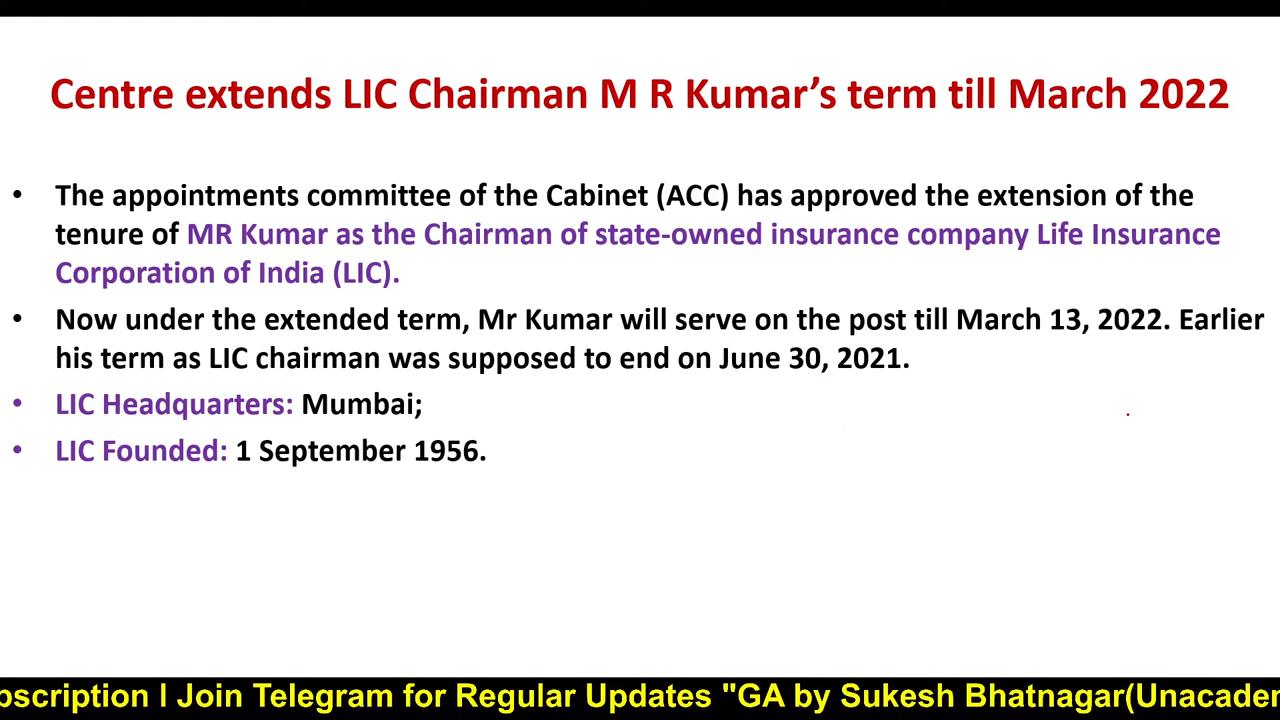 Centre extends LIC Chairman M R Kumar’s term till March 2022
• The appointments committee of the Cabinet (ACC) has approved the extension of the
tenure of MR Kumar as the Chairman of state-owned insurance company Life Insurance
Corporation of India (LIC).
• Now under the extended term, Mr Kumar will serve on the post till March 13, 2022. Earlier
his term as LIC chairman was supposed to end on June 30, 2021.
• LIC Headquarters: Mumbai;
• LIC Founded: 1 September 1956.
bscription l Join Telegram for Regular Updates "GA by Sukesh Bhatnagar(Unacader